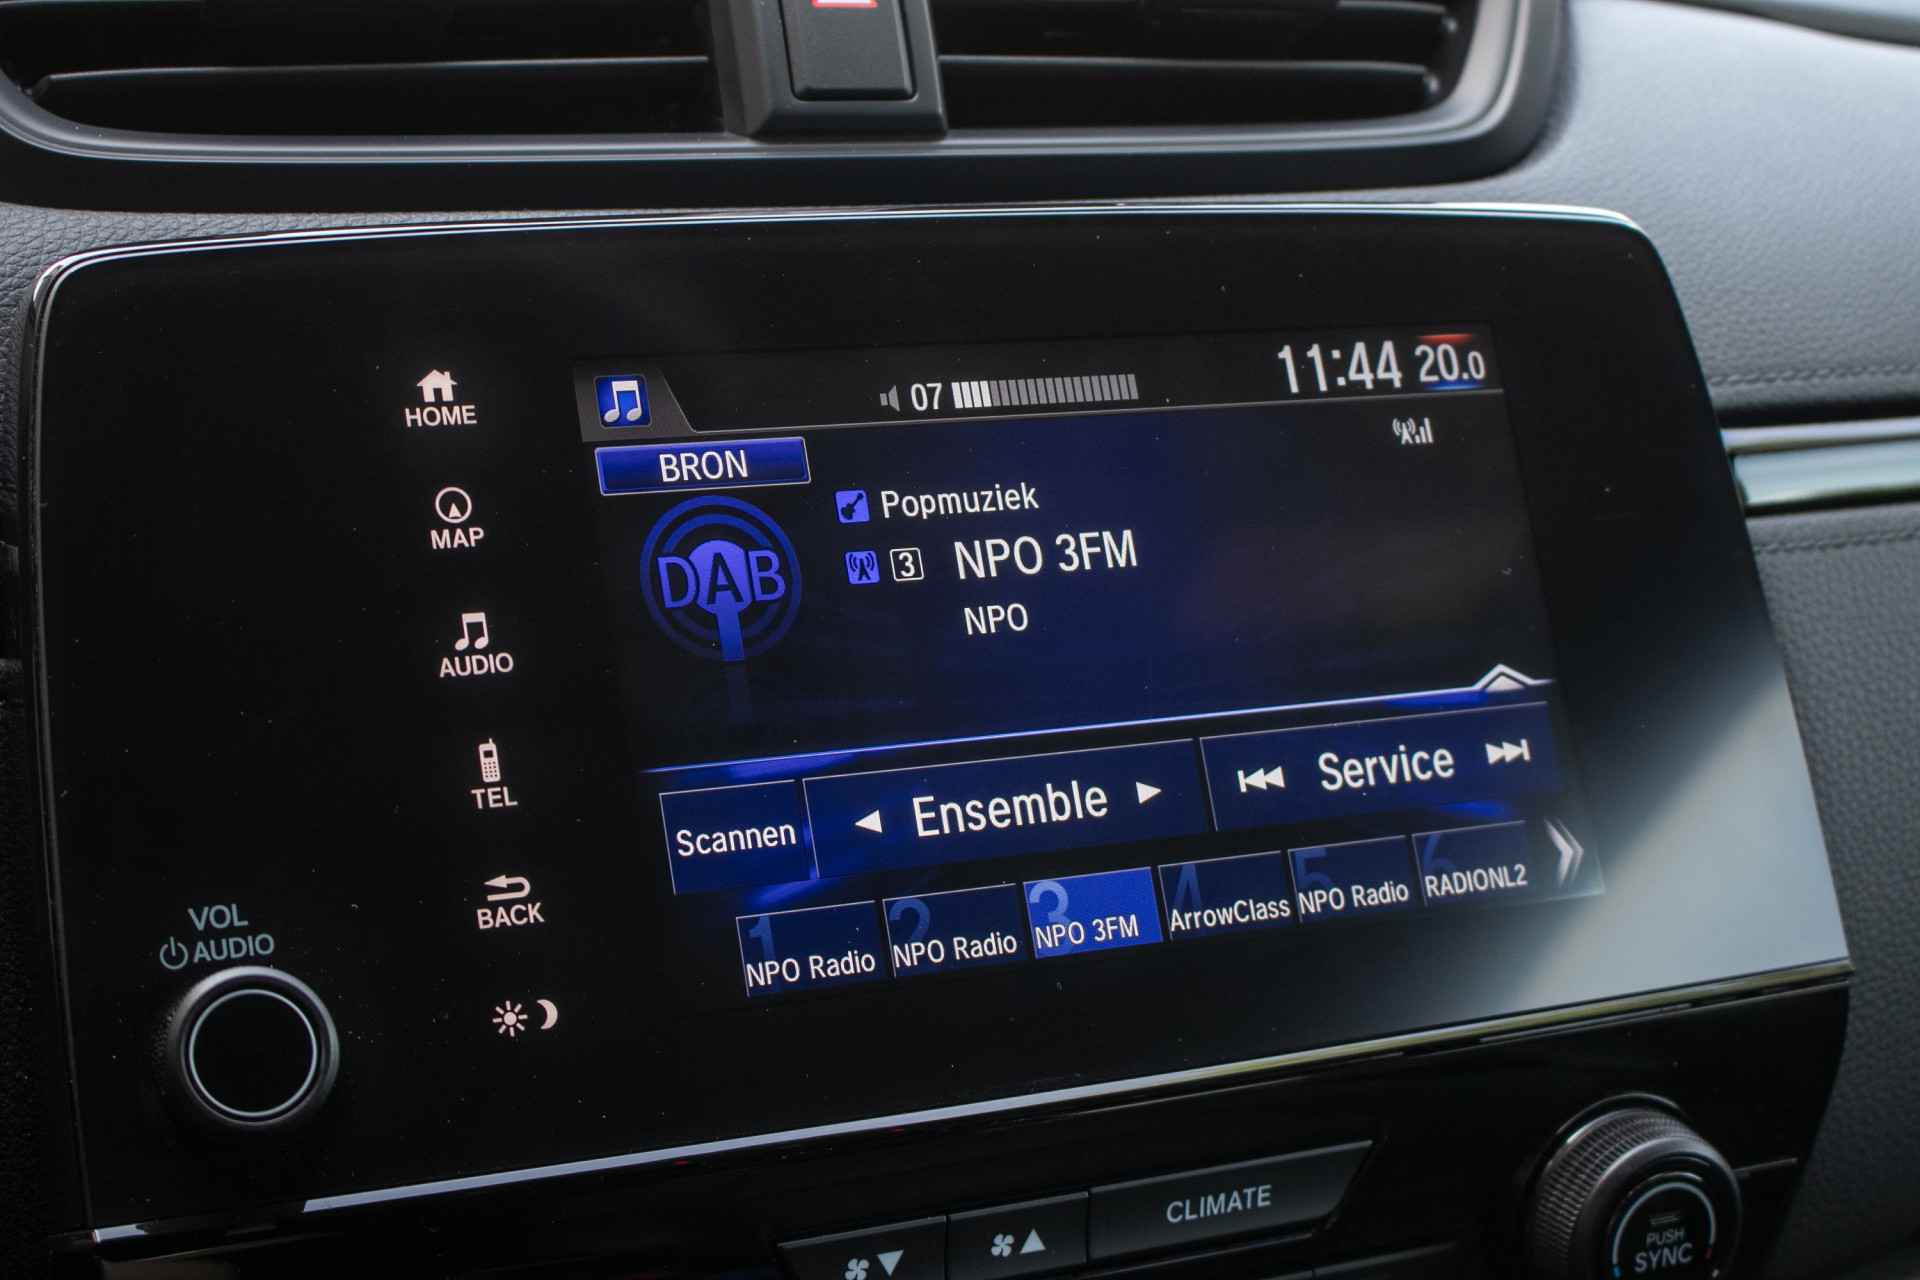 07
11:44 20.0
HOME
BRON
MAP
Popmuziek
DAB
3 NPO 3FM
NPO
AUDIO
TEL
Scannen
Ensemble
Service
BACK
1 NPO Radio
2 NPO Radio
3 NPO 3FM
4 ArrowClass
5 NPO Radio
6 RADIONL2
VOL
AUDIO
CLIMATE
PUSH
SYNC